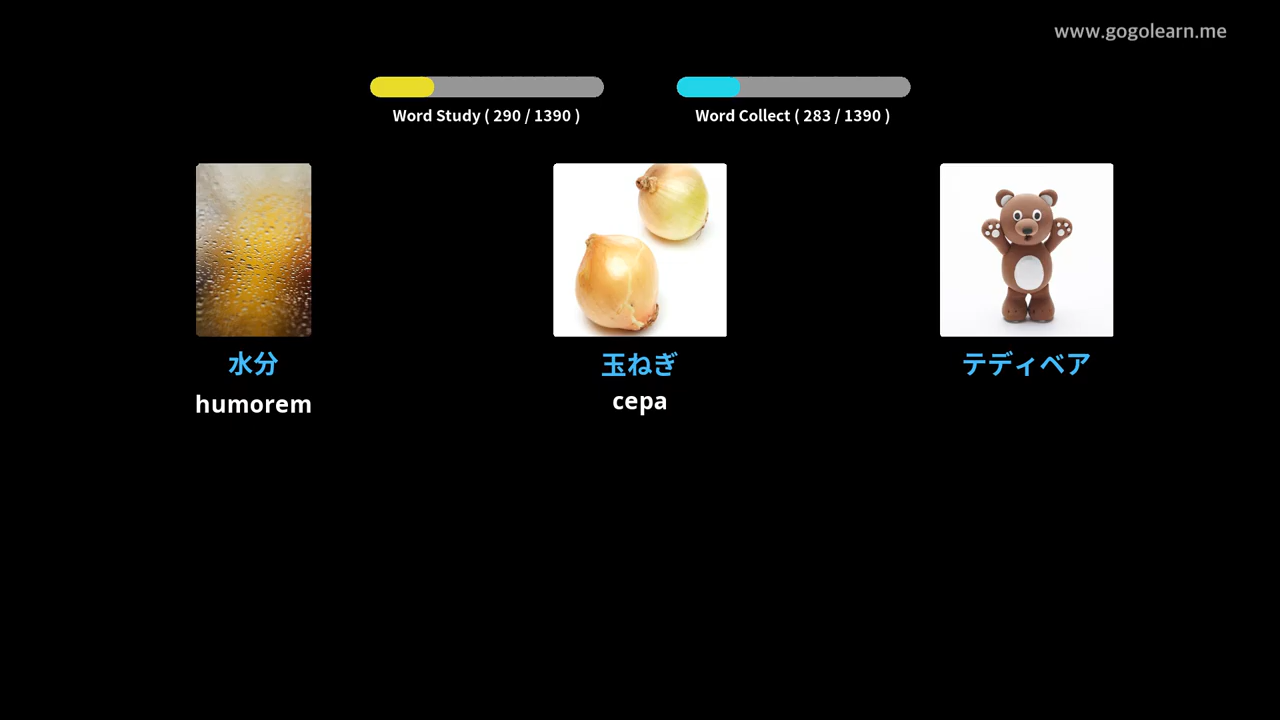 www.gogolearn.me
Word Study ( 290 / 1390 )
Word Collect ( 283 / 1390 )
水分
humorem
玉ねぎ
cepa
テディベア